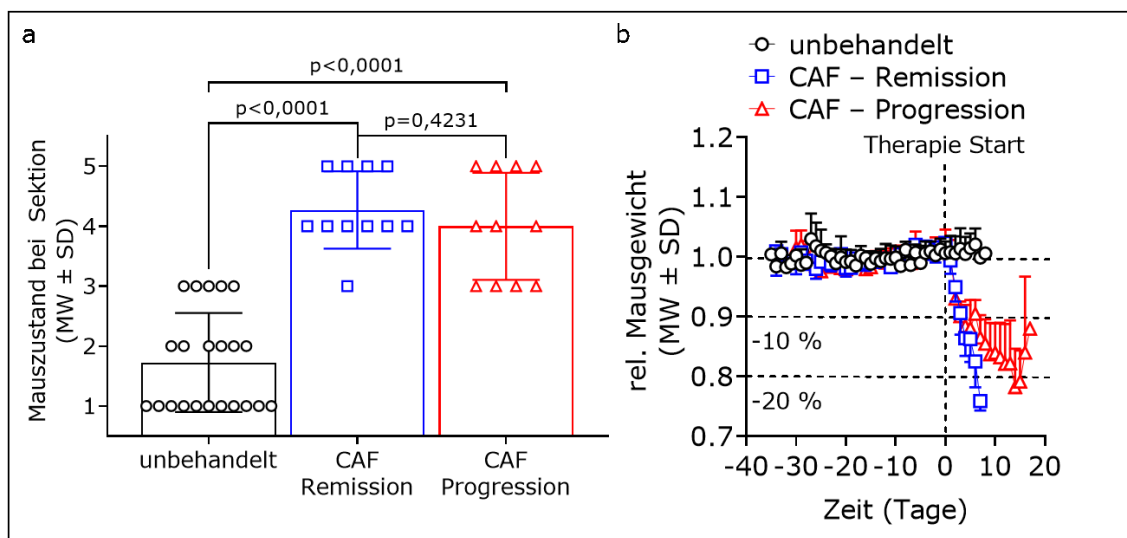 a
p<0,0001
p<0,0001
p=0,4231
Mauszustand bei Sektion
(MW ± SD)
5
4
3
2
1
unbehandelt
CAF
Remission
CAF
Progression
b
unbehandelt
CAF – Remission
CAF – Progression
Therapie Start
rel. Mausgewicht
(MW ± SD)
1.2
1.1
1.0
0.9
0.8
0.7
-10 %
-20 %
-40 -30 -20 -10 0 10 20
Zeit (Tage)